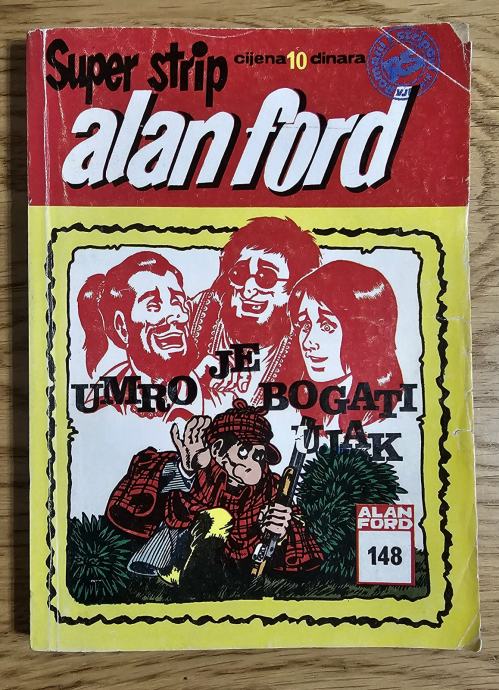 Super strip
cijena 10 dinara
alan ford
UMRO JE BOGATI
UJAK
ALAN
FORD
148